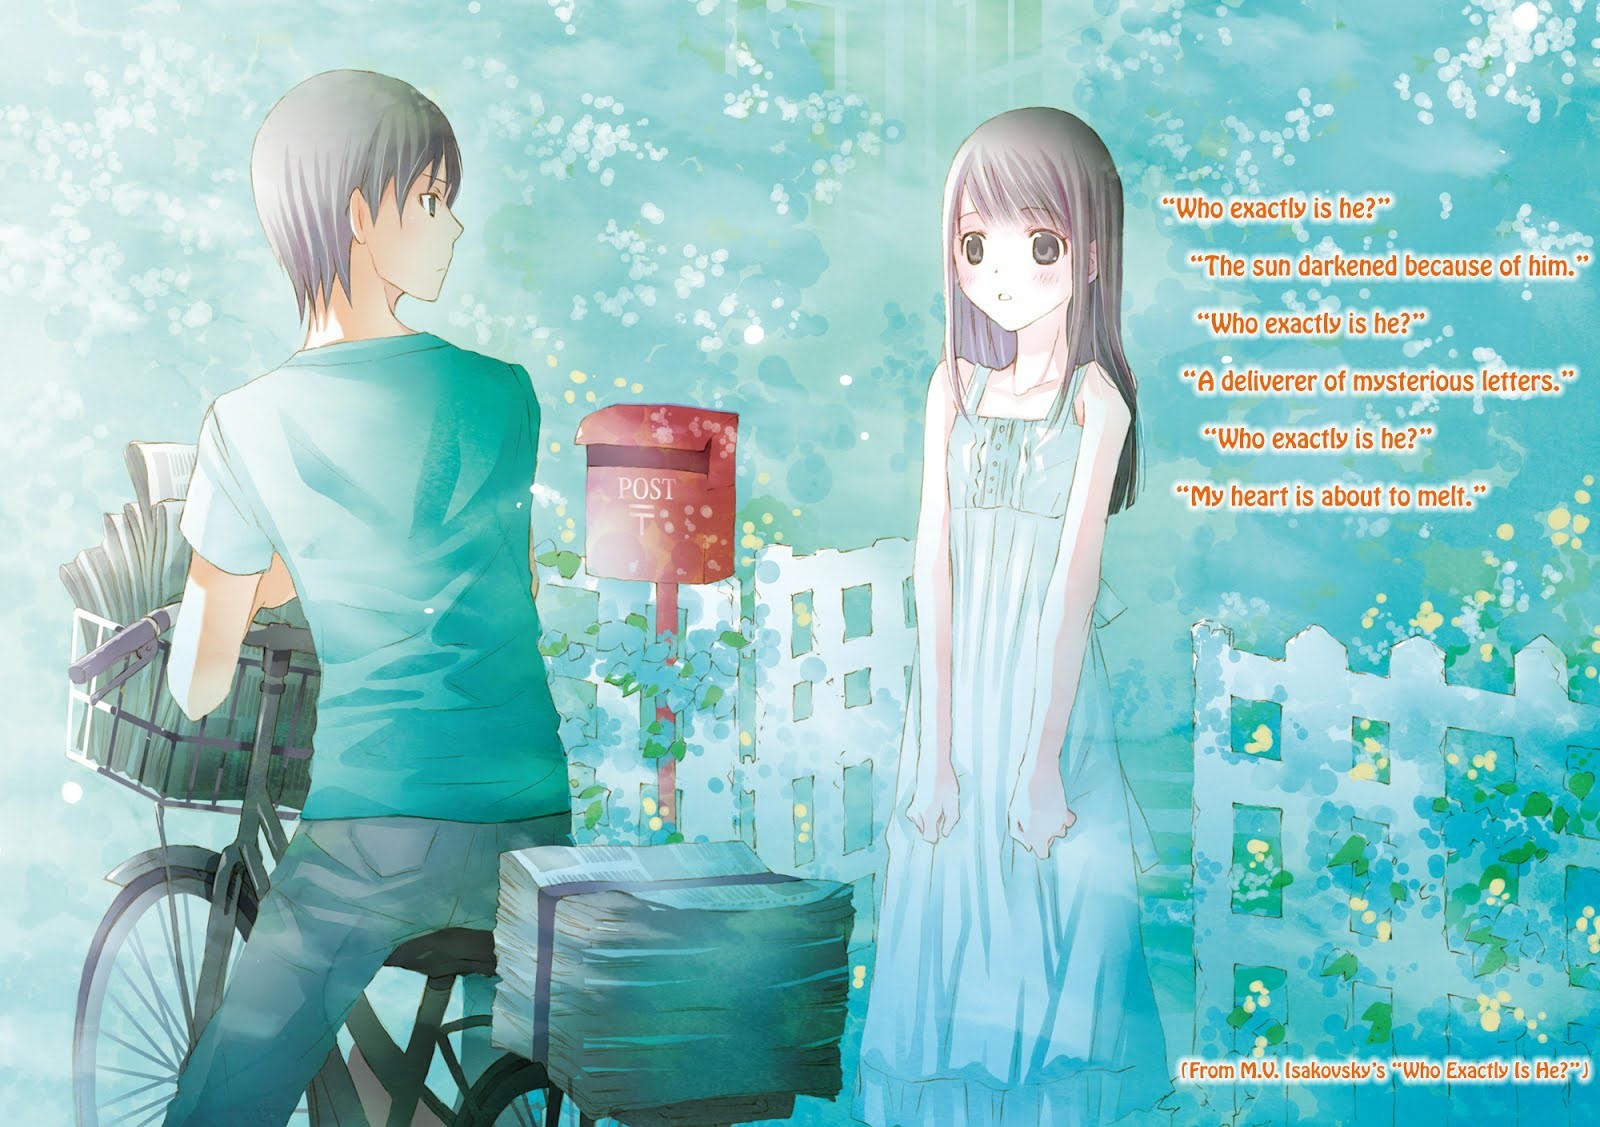 “Who exactly is he?”
“The sun darkened because of him.”
“Who exactly is he?”
“A deliverer of mysterious letters.”
“Who exactly is he?”
“My heart is about to melt.”
POST
〒
(From M.V. Isakovsky's “Who Exactly Is He?”)